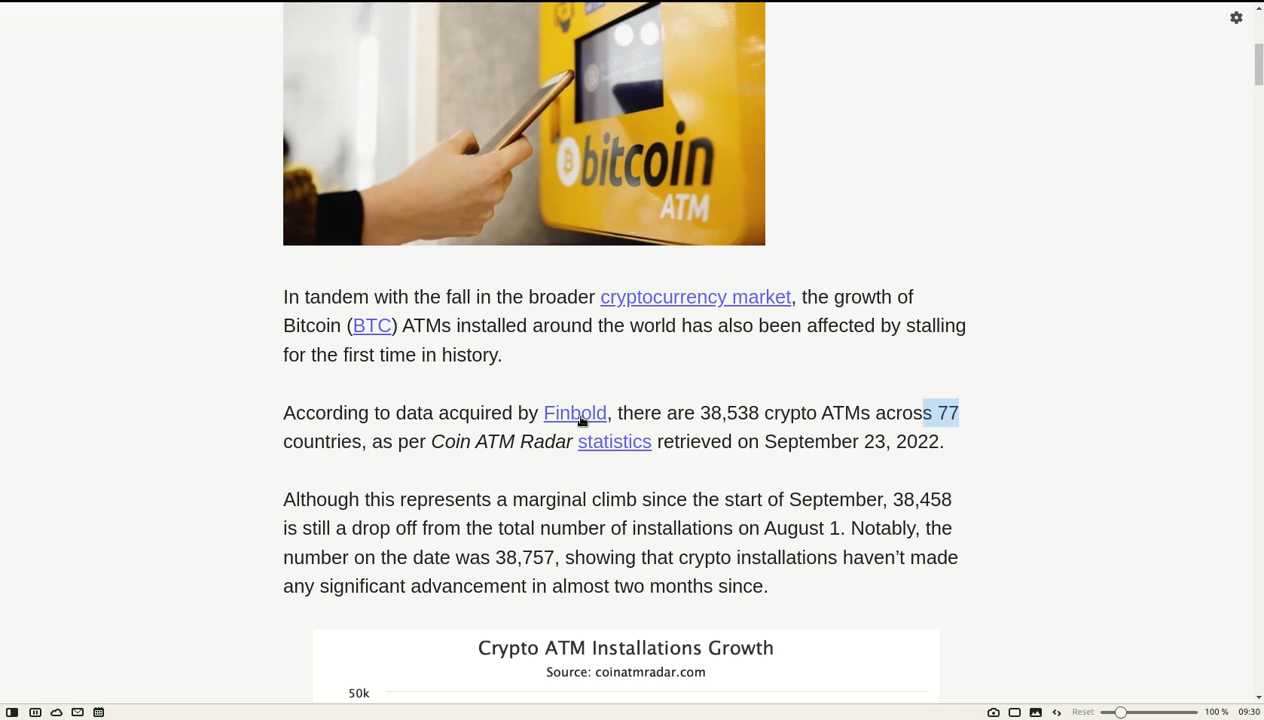 bitcoin
ATM
In tandem with the fall in the broader cryptocurrency market, the growth of
Bitcoin (BTC) ATMs installed around the world has also been affected by stalling
for the first time in history.
According to data acquired by Finbold, there are 38,538 crypto ATMs across 77
countries, as per Coin ATM Radar statistics retrieved on September 23, 2022.
Although this represents a marginal climb since the start of September, 38,458
is still a drop off from the total number of installations on August 1. Notably, the
number on the date was 38,757, showing that crypto installations haven’t made
any significant advancement in almost two months since.
Crypto ATM Installations Growth
Source: coinatmradar.com
50k
Reset 100 % 09:30